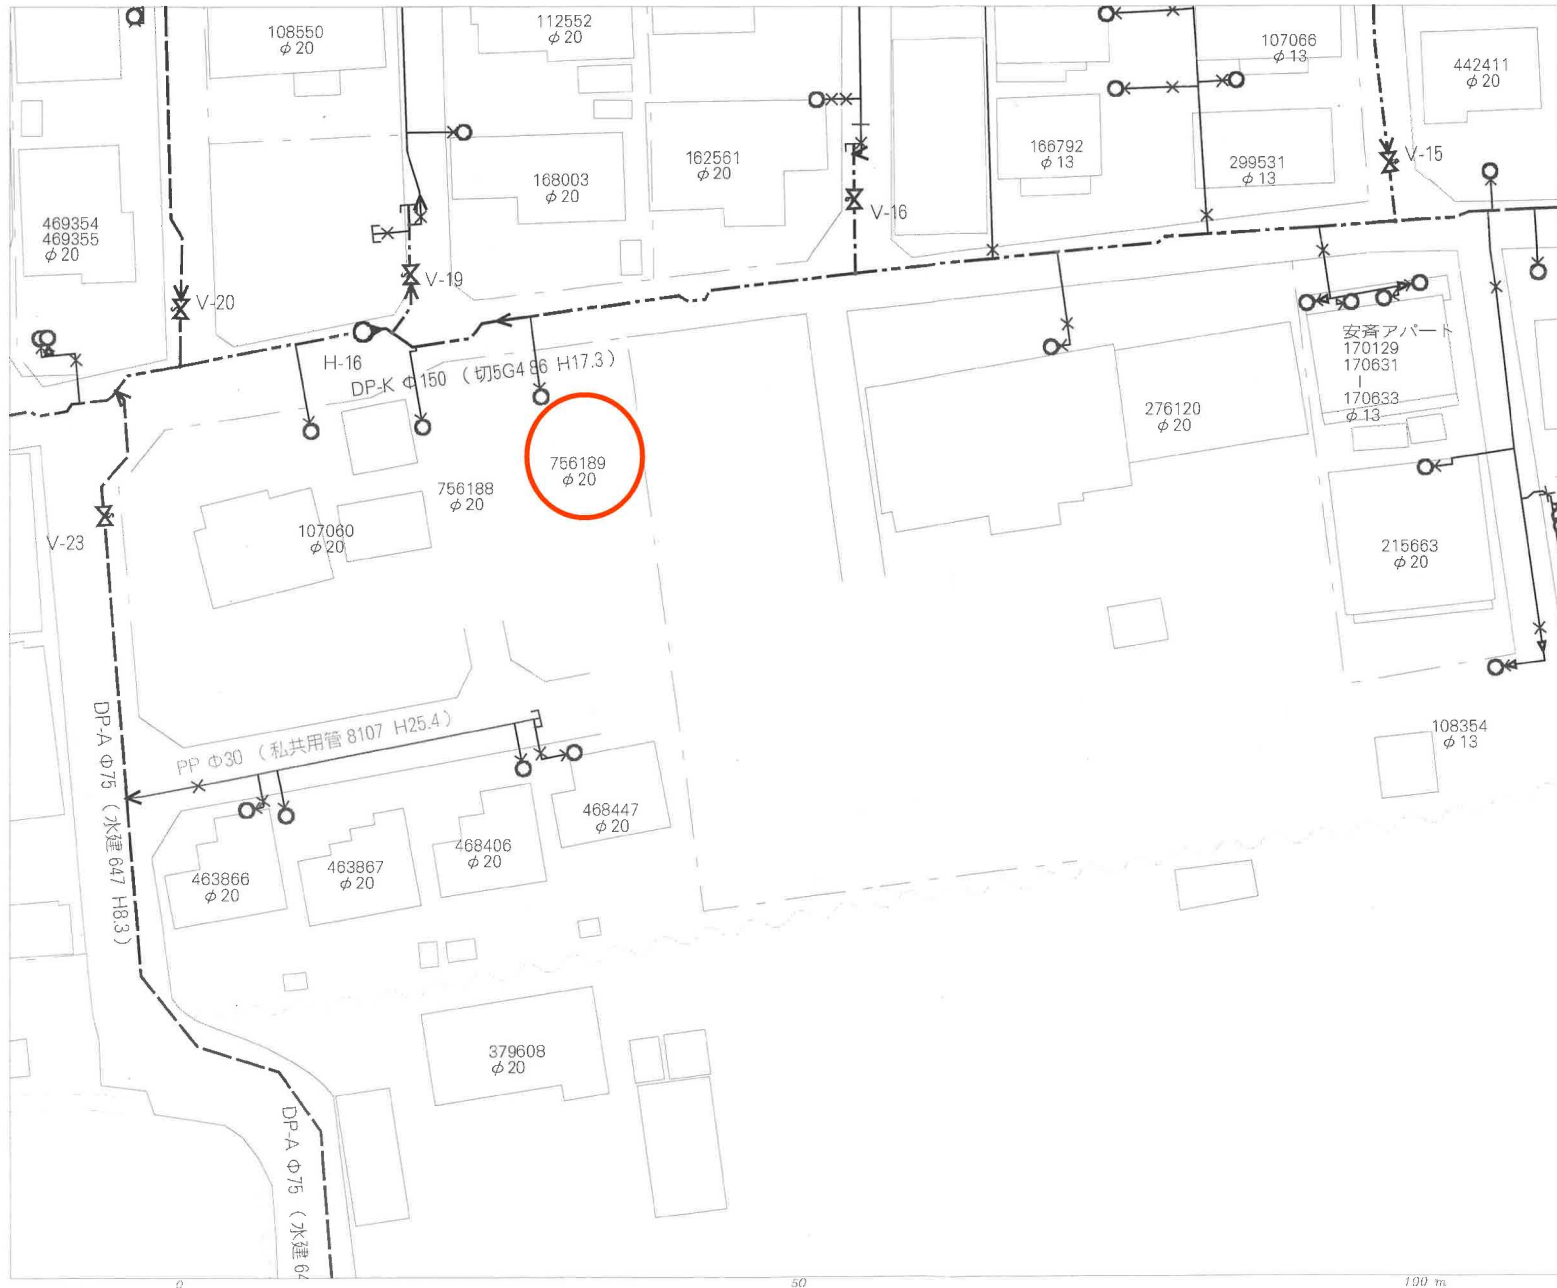 108550
φ20
112552
φ20
107066
φ13
442411
φ20
168003
φ20
162561
φ20
166792
φ13
299531
φ13
V-15
469354
469355
φ20
V-16
V-20
V-19
H-16
DP-K Φ150 (切5G4 86 H17.3)
安斉アパート
170129
170631
|
170633
φ13
276120
φ20
756189
φ20
756188
φ20
107060
φ20
V-23
215663
φ20
DP-A Φ75 (水建 647 H8.3)
PP Φ30 (私共用管 8107 H25.4)
108354
φ13
468447
φ20
468406
φ20
463867
φ20
463866
φ20
379608
φ20
DP-A Φ75 (水建 64
0
50
100 m